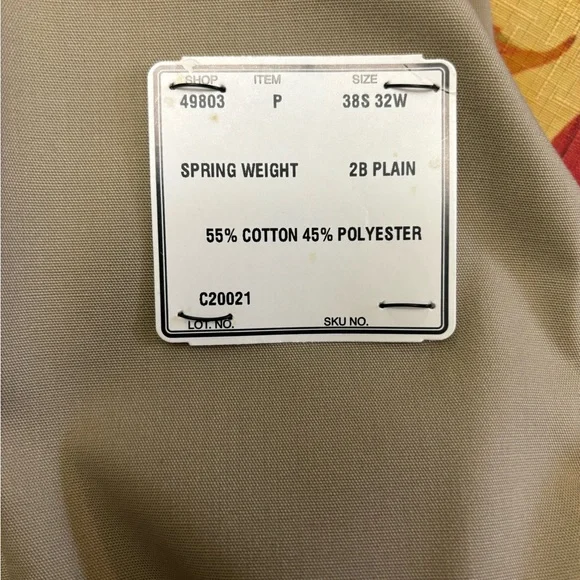 SHOP ITEM SIZE
49803 P 38S 32W
SPRING WEIGHT 2B PLAIN
55% COTTON 45% POLYESTER
C20021
LOT. NO. SKU NO.